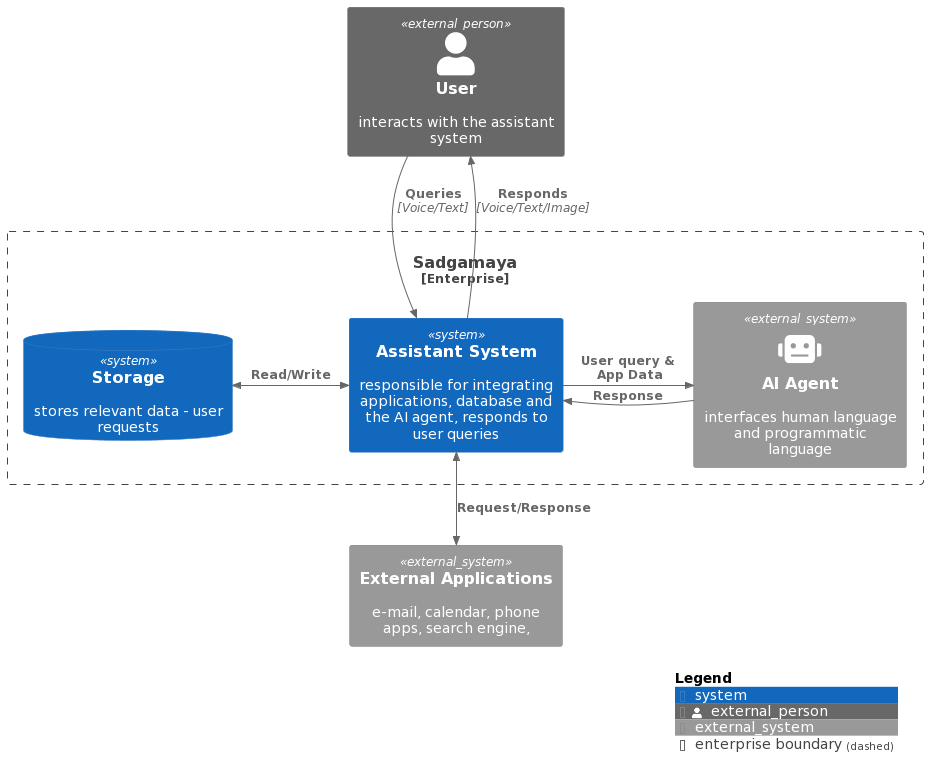 «external_person»
User
interacts with the assistant
system
Queries
[Voice/Text]
Responds
[Voice/Text/Image]
Sadgamaya
[Enterprise]
«system»
Storage
stores relevant data - user
requests
Read/Write
«system»
Assistant System
responsible for integrating
applications, database and
the AI agent, responds to
user queries
User query &
App Data
Response
«external_system»
AI Agent
interfaces human language
and programmatic
language
Request/Response
«external_system»
External Applications
e-mail, calendar, phone
apps, search engine,
Legend
system
external_person
external_system
enterprise boundary (dashed)